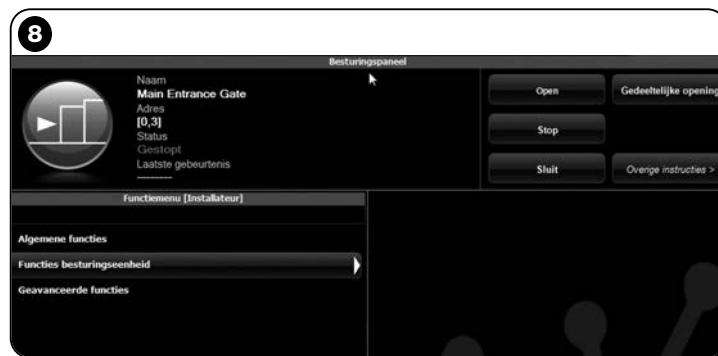 8
Besturingspaneel
Naam
Main Entrance Gate
Adres
[0,3]
Status
Gestopt
Laatste gebeurtenis
--------
Open
Gedeeltelijke opening
Stop
Sluit
Overige instructies >
Functiemenu [Installateur]
Algemene functies
Functies besturingseenheid
Geavanceerde functies